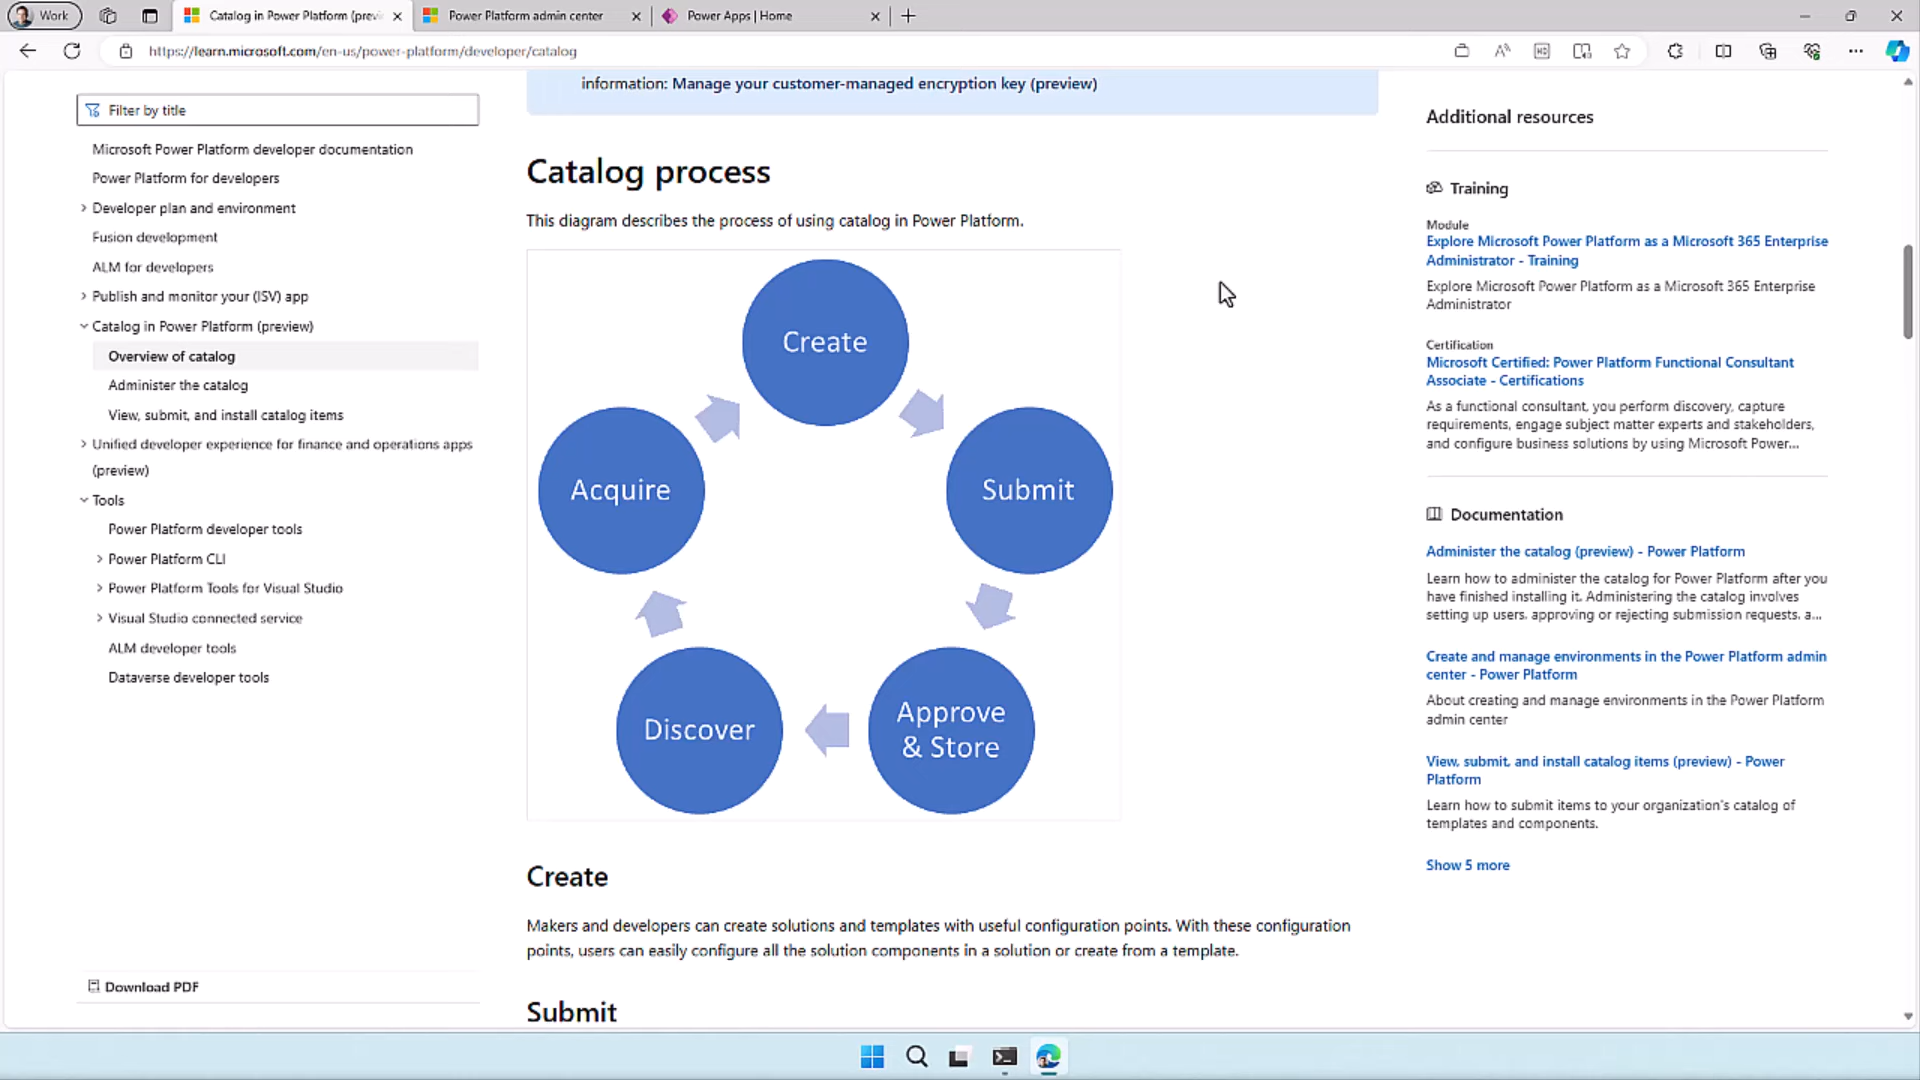 Work
Catalog in Power Platform (previ
Power Platform admin center
Power Apps | Home
https://learn.microsoft.com/en-us/power-platform/developer/catalog
information: Manage your customer-managed encryption key (preview)
Filter by title
Microsoft Power Platform developer documentation
Power Platform for developers
Developer plan and environment
Fusion development
ALM for developers
Publish and monitor your (ISV) app
Catalog in Power Platform (preview)
Overview of catalog
Administer the catalog
View, submit, and install catalog items
Unified developer experience for finance and operations apps
(preview)
Tools
Power Platform developer tools
Power Platform CLI
Power Platform Tools for Visual Studio
Visual Studio connected service
ALM developer tools
Dataverse developer tools
Download PDF
Catalog process
This diagram describes the process of using catalog in Power Platform.
Create
Submit
Approve
& Store
Discover
Acquire
Create
Makers and developers can create solutions and templates with useful configuration points. With these configuration
points, users can easily configure all the solution components in a solution or create from a template.
Submit
Additional resources
Training
Module
Explore Microsoft Power Platform as a Microsoft 365 Enterprise
Administrator - Training
Explore Microsoft Power Platform as a Microsoft 365 Enterprise
Administrator
Certification
Microsoft Certified: Power Platform Functional Consultant
Associate - Certifications
As a functional consultant, you perform discovery, capture
requirements, engage subject matter experts and stakeholders,
and configure business solutions by using Microsoft Power...
Documentation
Administer the catalog (preview) - Power Platform
Learn how to administer the catalog for Power Platform after you
have finished installing it. Administering the catalog involves
setting up users, approving or rejecting submission requests, a...
Create and manage environments in the Power Platform admin
center - Power Platform
About creating and manage environments in the Power Platform
admin center
View, submit, and install catalog items (preview) - Power
Platform
Learn how to submit items to your organization's catalog of
templates and components.
Show 5 more